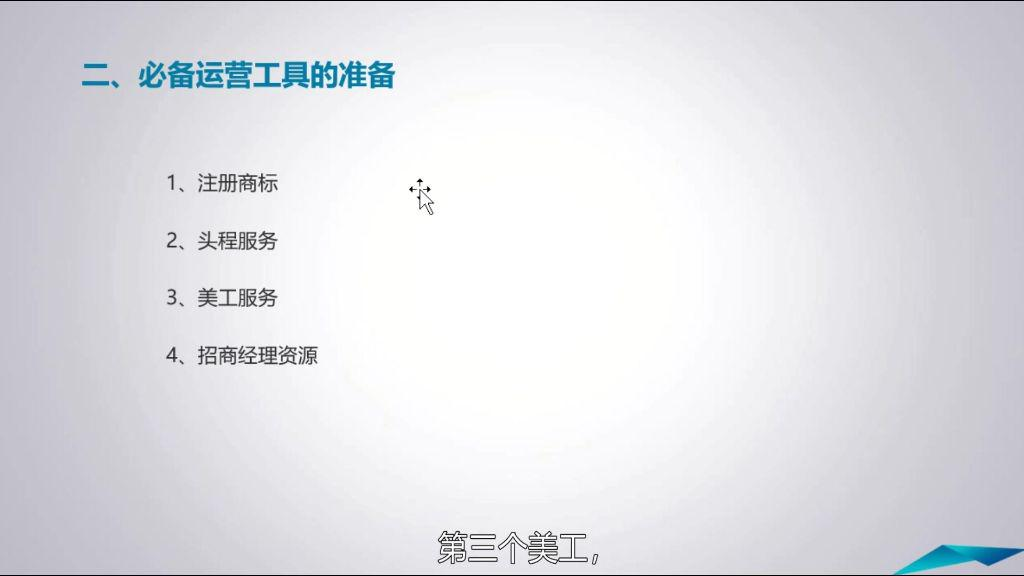 二、必备运营工具的准备
1、注册商标
2、头程服务
3、美工服务
4、招商经理资源
第三个美工，